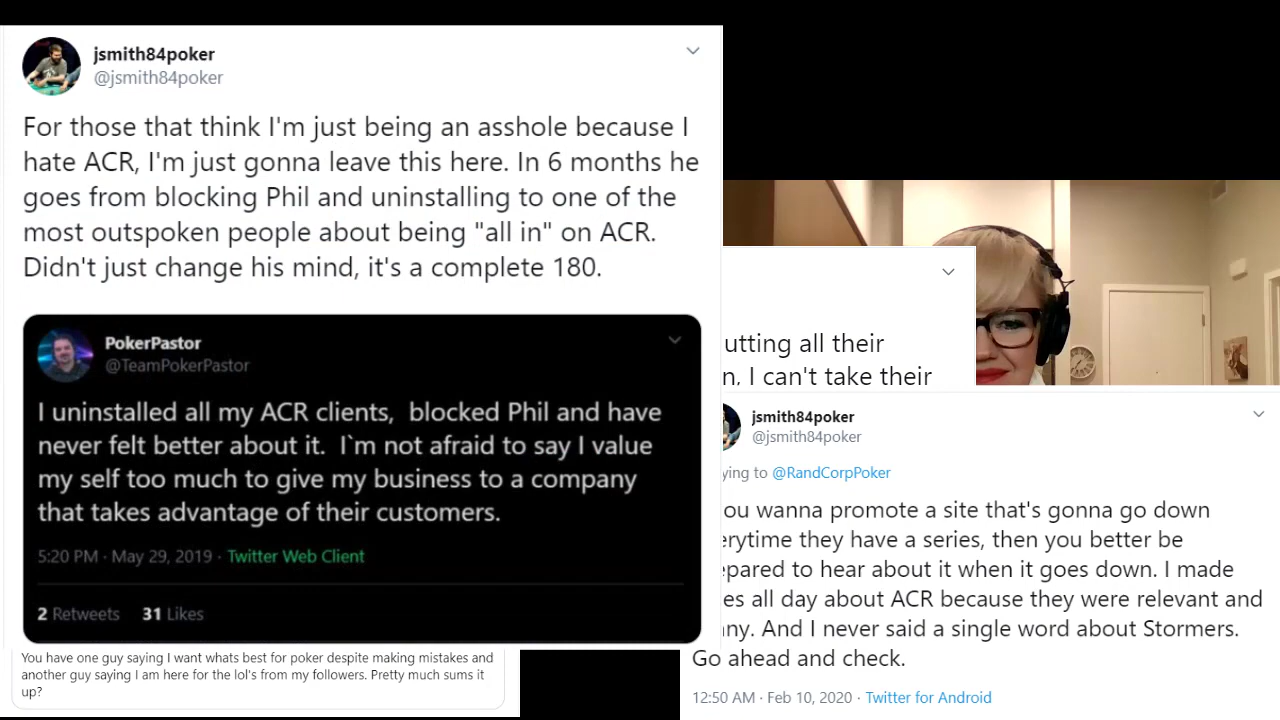 jsmith84poker
@jsmith84poker
For those that think I'm just being an asshole because I
hate ACR, I'm just gonna leave this here. In 6 months he
goes from blocking Phil and uninstalling to one of the
most outspoken people about being "all in" on ACR.
Didn't just change his mind, it's a complete 180.
PokerPastor
@TeamPokerPastor
I uninstalled all my ACR clients, blocked Phil and have
never felt better about it. I`m not afraid to say I value
my self too much to give my business to a company
that takes advantage of their customers.
5:20 PM · May 29, 2019 · Twitter Web Client
2 Retweets 31 Likes
You have one guy saying I want whats best for poker despite making mistakes and
another guy saying I am here for the lol's from my followers. Pretty much sums it
up?
utting all their
n, I can't take their
jsmith84poker
@jsmith84poker
ying to @RandCorpPoker
ou wanna promote a site that's gonna go down
erytime they have a series, then you better be
epared to hear about it when it goes down. I made
es all day about ACR because they were relevant and
ny. And I never said a single word about Stormers.
Go ahead and check.
12:50 AM · Feb 10, 2020 · Twitter for Android